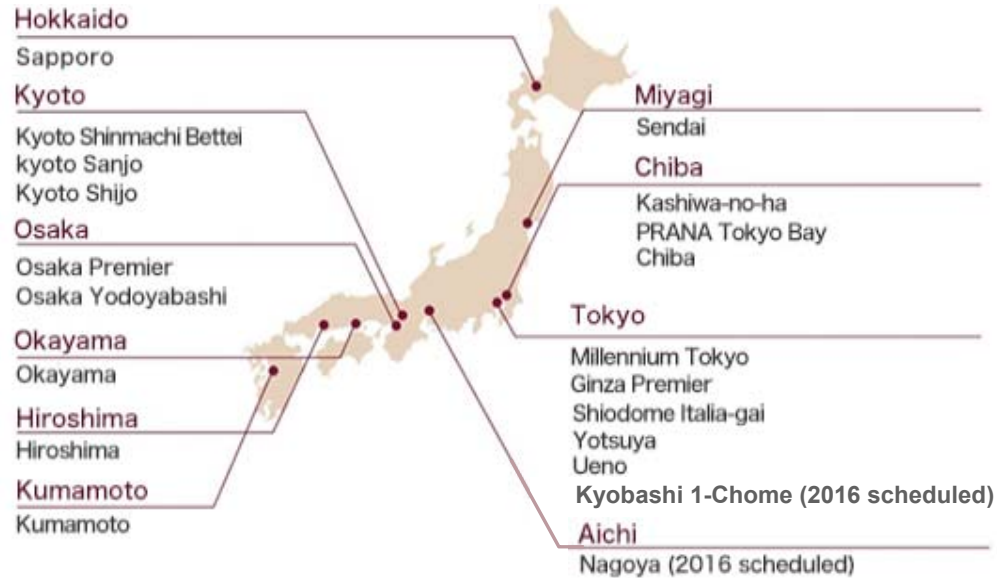 Hokkaido
Sapporo
Kyoto
Kyoto Shinmachi Bettei
kyoto Sanjo
Kyoto Shijo
Osaka
Osaka Premier
Osaka Yodoyabashi
Okayama
Okayama
Hiroshima
Hiroshima
Kumamoto
Kumamoto
Miyagi
Sendai
Chiba
Kashiwa-no-ha
PRANA Tokyo Bay
Chiba
Tokyo
Millennium Tokyo
Ginza Premier
Shiodome Italia-gai
Yotsuya
Ueno
Kyobashi 1-Chome (2016 scheduled)
Aichi
Nagoya (2016 scheduled)